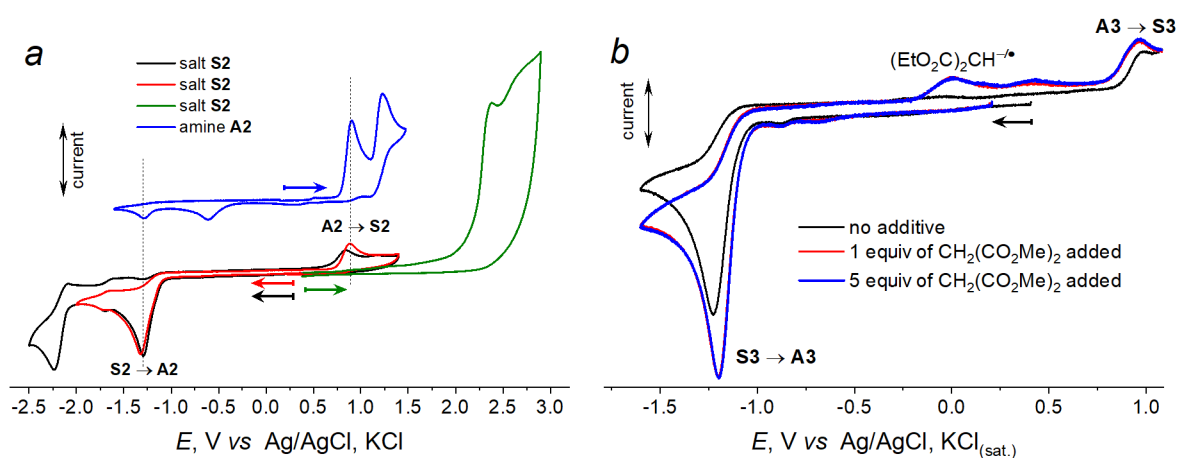 a
salt S2
salt S2
salt S2
amine A2
current
A2 → S2
S2 → A2
-2.5 -2.0 -1.5 -1.0 -0.5 0.0 0.5 1.0 1.5 2.0 2.5 3.0
E, V vs Ag/AgCl, KCl
b
A3 → S3
(EtO₂C)₂CH⁻/•
current
no additive
1 equiv of CH₂(CO₂Me)₂ added
5 equiv of CH₂(CO₂Me)₂ added
S3 → A3
-1.5 -1.0 -0.5 0.0 0.5 1.0
E, V vs Ag/AgCl, KCl(sat.)